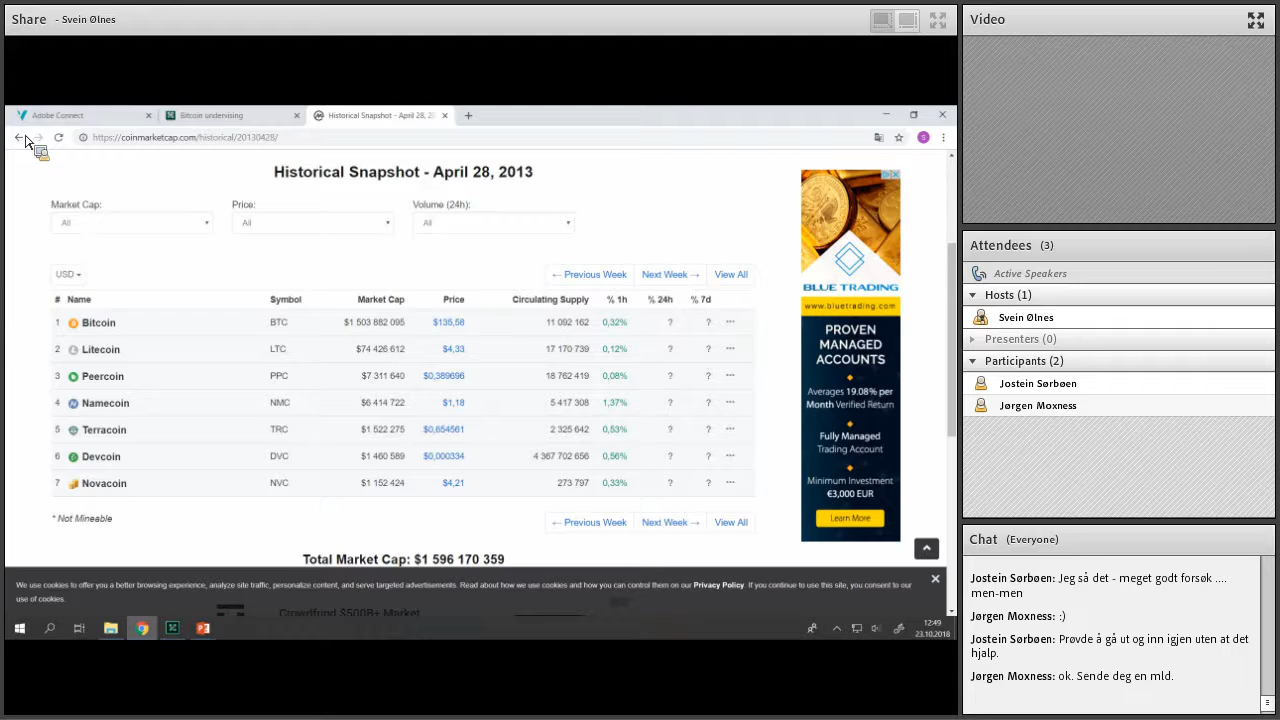 Share - Svein Ølnes
Video
Adobe Connect
Bitcoin undervising
Historical Snapshot - April 28, 20
https://coinmarketcap.com/historical/20130428/
S
Historical Snapshot - April 28, 2013
Market Cap: Price: Volume (24h):
All All All
USD
← Previous Week Next Week → View All
# Name Symbol Market Cap Price Circulating Supply % 1h % 24h % 7d
1 Bitcoin BTC $1 503 882 095 $135,58 11 092 162 0,32% ? ? ...
2 Litecoin LTC $74 426 612 $4,33 17 170 739 0,12% ? ? ...
3 Peercoin PPC $7 311 640 $0,389696 18 762 419 0,08% ? ? ...
4 Namecoin NMC $6 414 722 $1,18 5 417 308 1,37% ? ? ...
5 Terracoin TRC $1 522 275 $0,654561 2 325 642 0,53% ? ? ...
6 Devcoin DVC $1 460 589 $0,000334 4 367 702 656 0,56% ? ? ...
7 Novacoin NVC $1 152 424 $4,21 273 797 0,33% ? ? ...
* Not Mineable
← Previous Week Next Week → View All
Total Market Cap: $1 596 170 359
BLUE TRADING
www.bluetrading.com
PROVEN
MANAGED
ACCOUNTS
Averages 19.08% per
Month Verified Return
Fully Managed
Trading Account
Minimum Investment
€3,000 EUR
Learn More
We use cookies to offer you a better browsing experience, analyze site traffic, personalize content, and serve targeted advertisements. Read about how we use cookies and how you can control them on our Privacy Policy. If you continue to use this site, you consent to our
use of cookies.
Crowdfund $500B+ Market
12:49
23.10.2018
Attendees (3)
Active Speakers
Hosts (1)
Svein Ølnes
Presenters (0)
Participants (2)
Jostein Sørbøen
Jørgen Moxness
Chat (Everyone)
Jostein Sørbøen: Jeg så det - meget godt forsøk ...
men-men
Jørgen Moxness: :)
Jostein Sørbøen: Prøvde å gå ut og inn igjen uten at det
hjalp.
Jørgen Moxness: ok. Sende deg en mld.